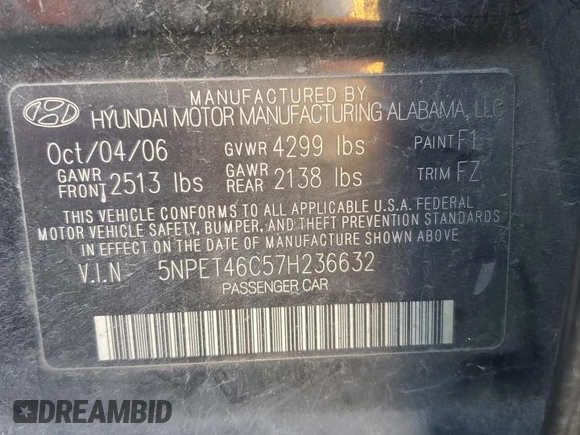 MANUFACTURED BY
HYUNDAI MOTOR MANUFACTURING ALABAMA, LLC
Oct/04/06 GVWR 4299 lbs PAINT F1
GAWR FRONT 2513 lbs GAWR REAR 2138 lbs TRIM FZ
THIS VEHICLE CONFORMS TO ALL APPLICABLE U.S.A. FEDERAL
MOTOR VEHICLE SAFETY, BUMPER, AND THEFT PREVENTION STANDARDS
IN EFFECT ON THE DATE OF MANUFACTURE SHOWN ABOVE.
V.I.N 5NPET46C57H236632
PASSENGER CAR
DREAMBID